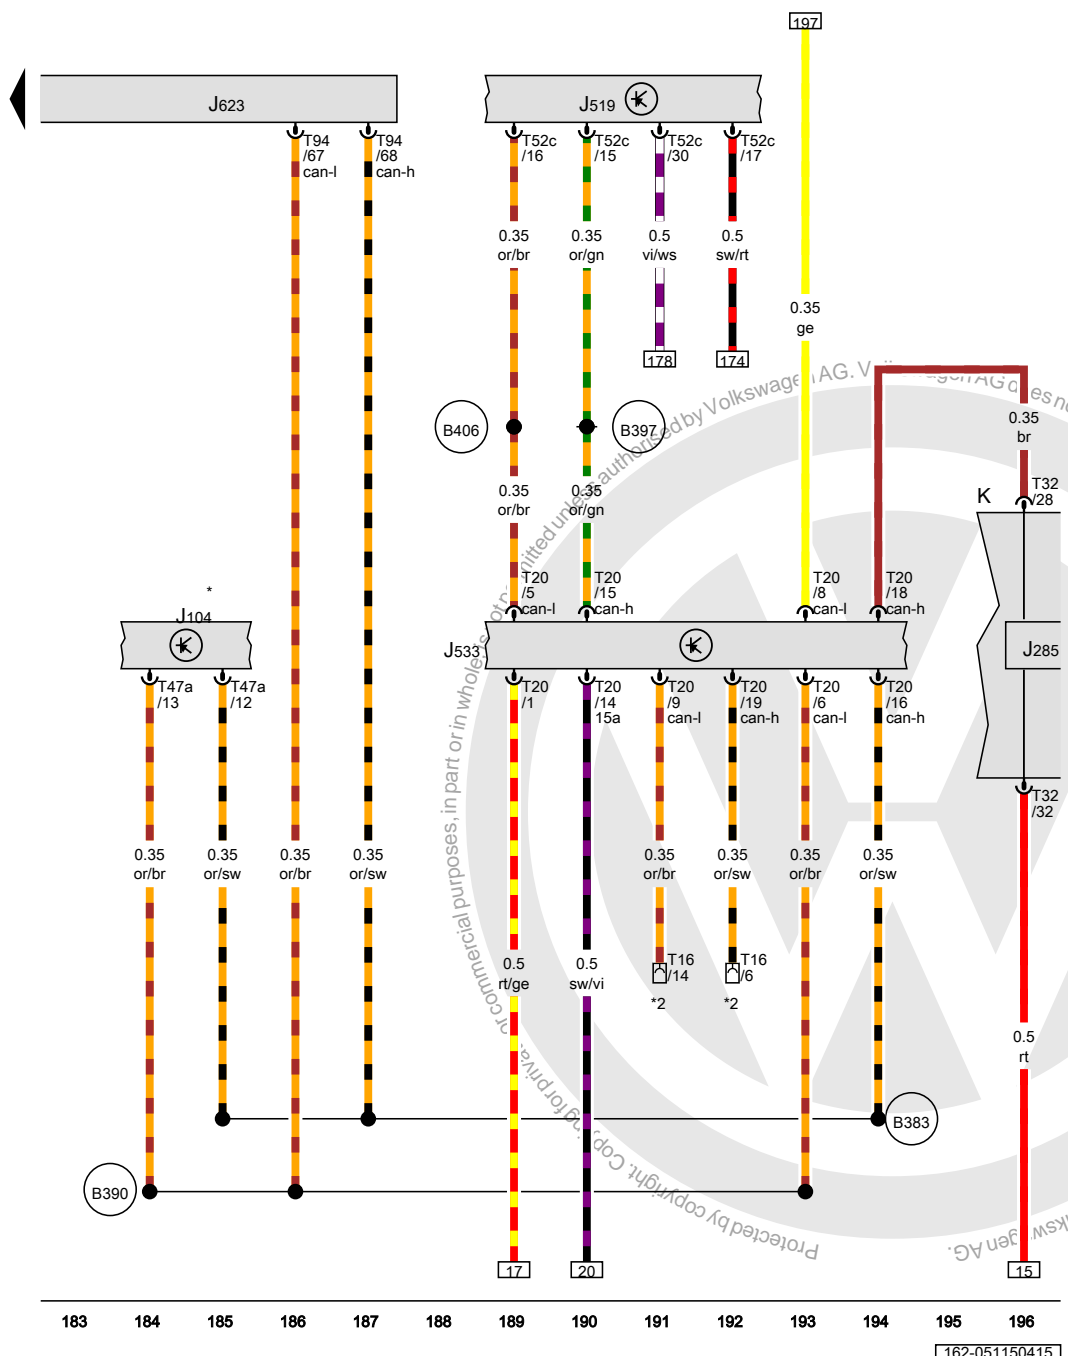 197
J623
J519
T94
/67
can-l
T94
/68
can-h
T52c
/16
T52c
/15
T52c
/30
T52c
/17
0.35
or/br
0.35
or/gn
0.5
vi/ws
0.5
sw/rt
0.35
ge
178
174
B406
B397
0.35
br
0.35
or/br
0.35
or/gn
K
T32
/28
T20
/5
can-l
T20
/15
can-h
T20
/8
can-l
T20
/18
can-h
*
J104
J533
J285
T47a
/13
T47a
/12
T20
/1
T20
/14
15a
T20
/9
can-l
T20
/19
can-h
T20
/6
can-l
T20
/16
can-h
T32
/32
0.35
or/br
0.35
or/sw
0.35
or/br
0.35
or/sw
0.35
or/br
0.35
or/sw
0.35
or/br
0.35
or/sw
0.5
rt/ge
0.5
sw/vi
T16
/14
*2
T16
/6
*2
0.5
rt
B383
B390
17
20
15
183 184 185 186 187 188 189 190 191 192 193 194 195 196
162-051150415
Protected by copyright. Copying for private or commercial purposes, in part or in whole, is not permitted unless authorised by Volkswagen AG. Volkswagen AG does no
lkswagen AG.